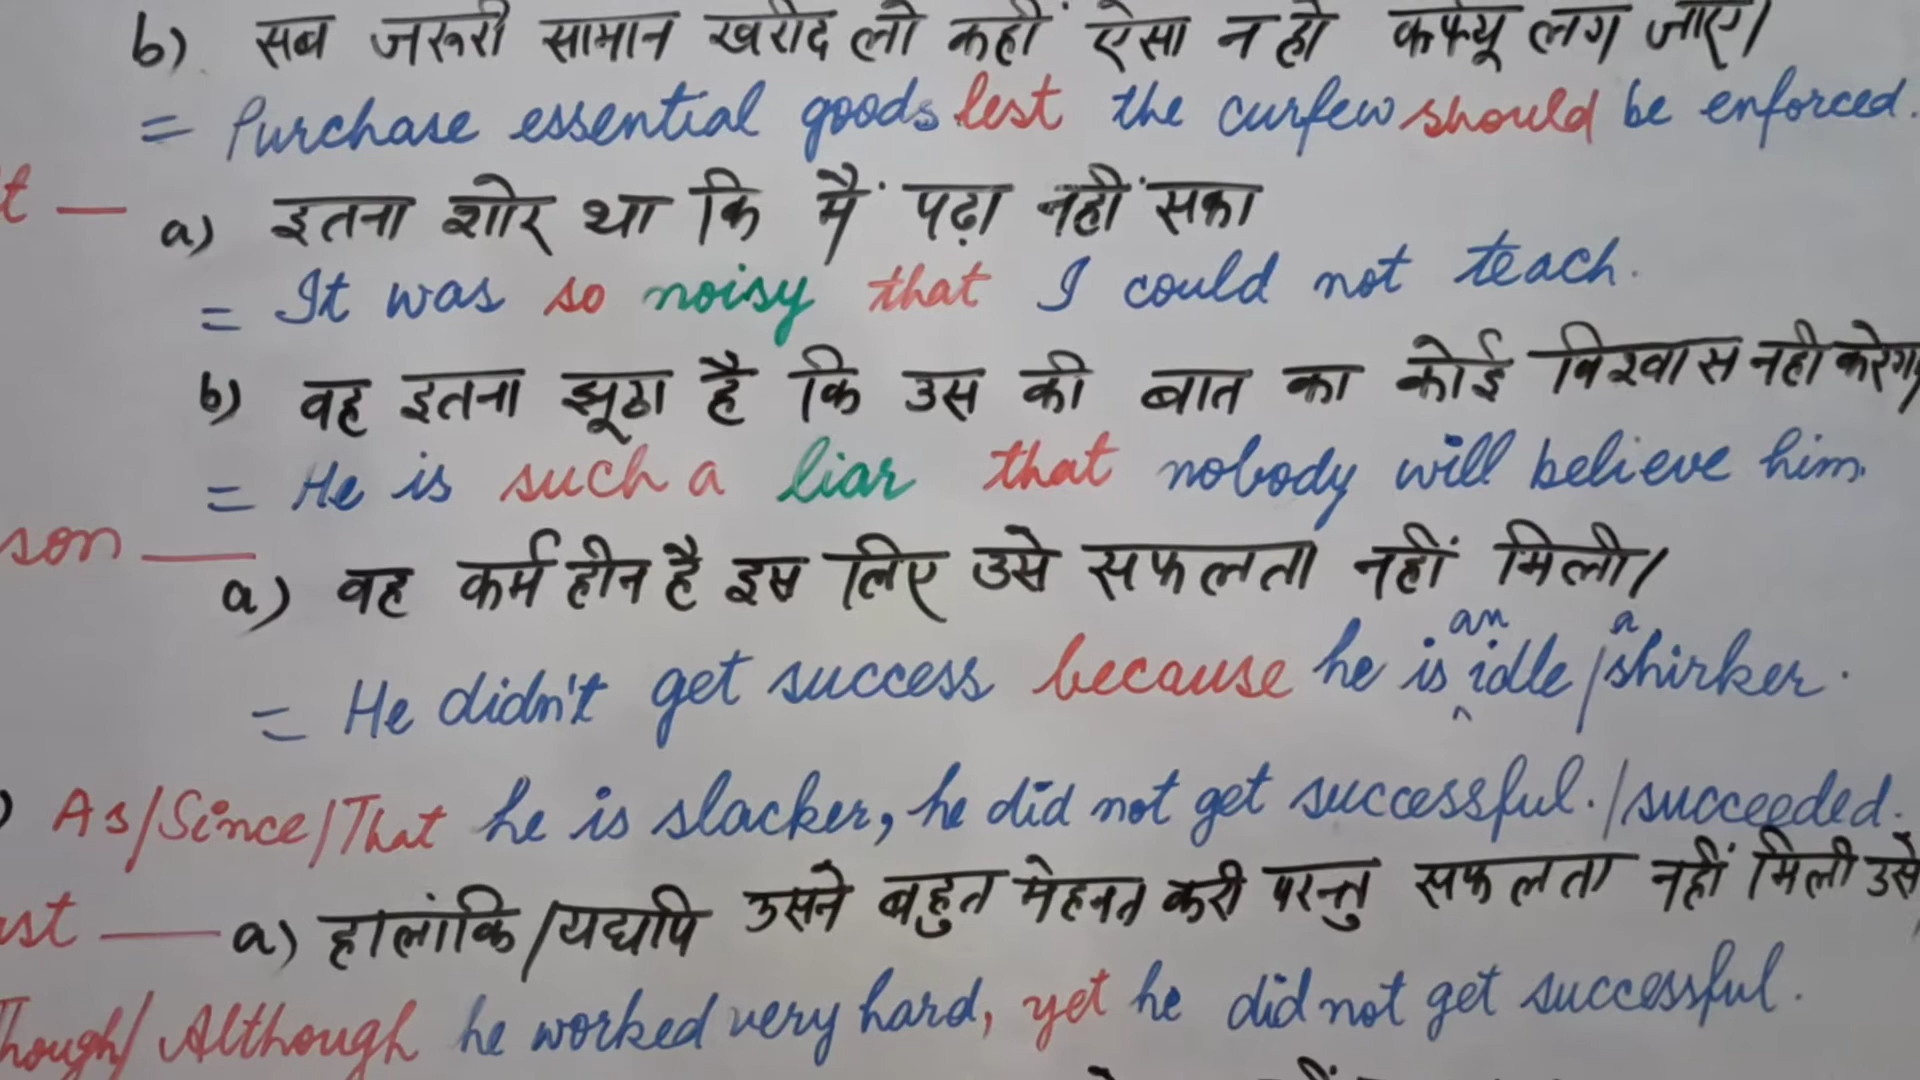 b) सब जरूरी सामान खरीद लो कहीं ऐसा न हो कर्फ्यू लग जाए।
= Purchase essential goods lest the curfew should be enforced.
t — a) इतना शोर था कि मैं पढ़ा नहीं सका
= It was so noisy that I could not teach.
b) वह इतना झूठा है कि उस की बात का कोई विश्वास नही करेगा
= He is such a liar that nobody will believe him.
son — a) वह कर्म हीन है इस लिए उसे सफलता नहीं मिली।
= He didn't get success because he is an idle / a shirker.
) As/Since/That he is slacker, he did not get successful. / succeeded.
st — a) हालांकि / यद्यपि उसने बहुत मेहनत करी परन्तु सफलता नहीं मिली उसे
Though/ Although he worked very hard, yet he did not get successful.